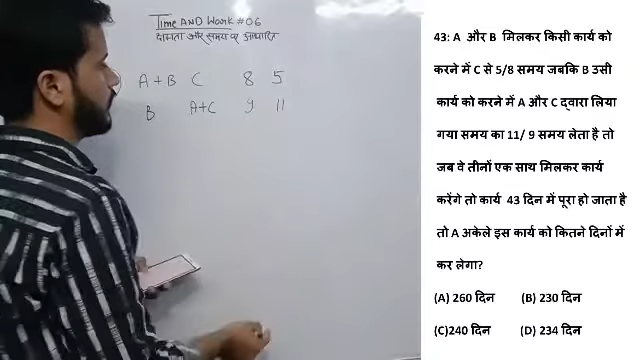 Time AND Work # 06
क्षमता और समय पर आधारित
A + B C 8 5
B A+C 9 11
43: A और B मिलकर किसी कार्य को
करने में C से 5/8 समय जबकि B उसी
कार्य को करने में A और C द्वारा लिया
गया समय का 11/ 9 समय लेता है तो
जब वे तीनों एक साथ मिलकर कार्य
करेंगे तो कार्य 43 दिन में पूरा हो जाता है
तो A अकेले इस कार्य को कितने दिनों में
कर लेगा?
(A) 260 दिन (B) 230 दिन
(C)240 दिन (D) 234 दिन